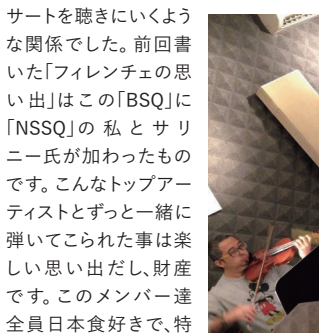 サートを聴きにいくよう
な関係でした。前回書
いた「フィレンチェの思
い出」はこの「BSQ」に
「NSSQ」の私とサリ
ニー氏が加わったもの
です。こんなトップアー
ティストとずっと一緒に
弾いてこられた事は楽
しい思い出だし、財産
です。このメンバー達
全員日本食好きで、特